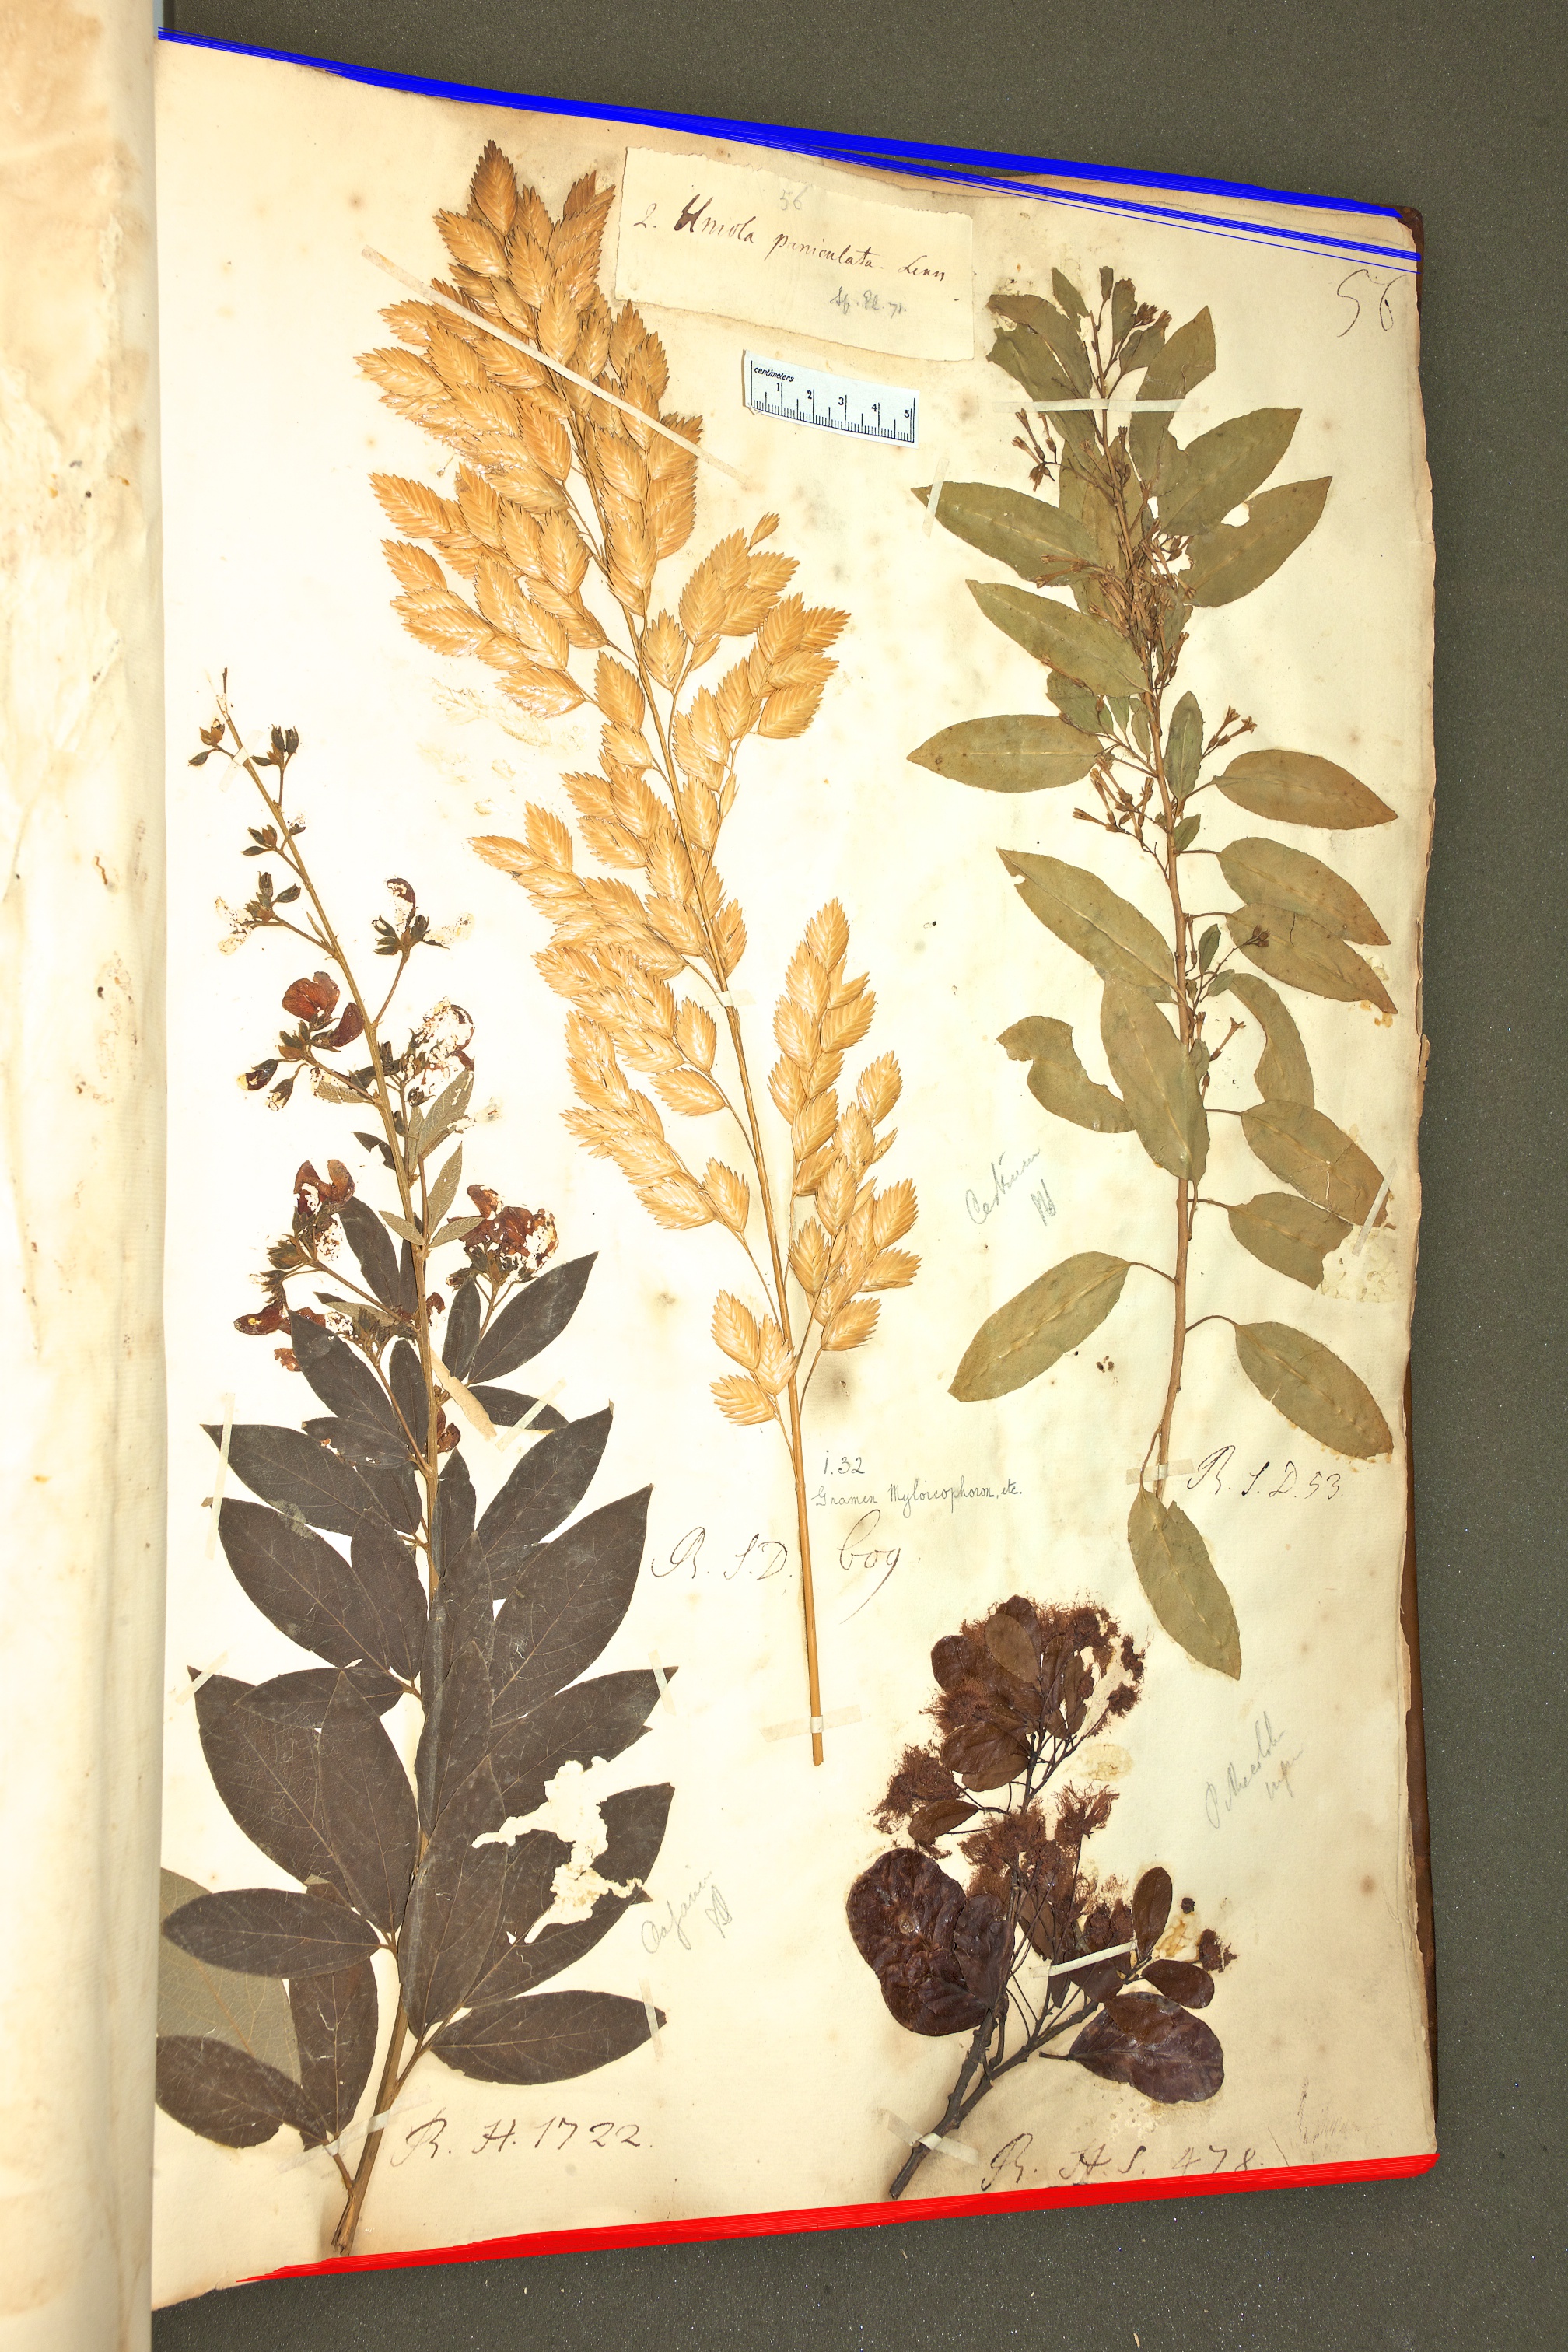 56
2. Uniola paniculata. Linn
Sp. Pl. 71.
56
centimeters
1 2 3 4 5
Cestrum
i.32
Gramen Myloicophoron, etc.
R. S. D. 53.
R. S. D. 609.
Cajanus
R. H. 1722.
R. H. S. 478.